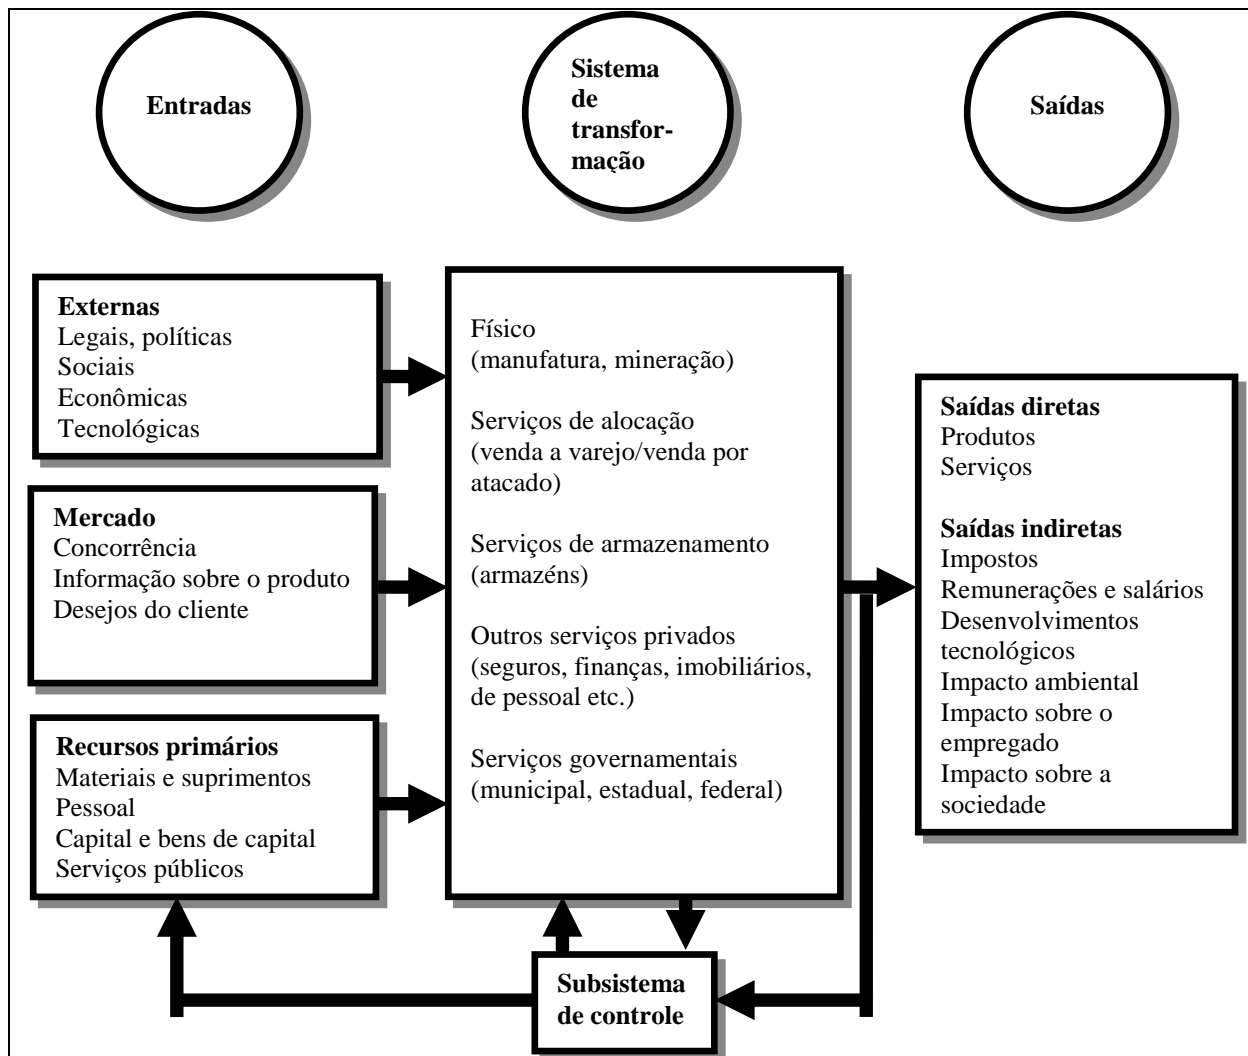 Entradas
Sistema
de
transfor-
mação
Saídas
Externas
Legais, políticas
Sociais
Econômicas
Tecnológicas
Mercado
Concorrência
Informação sobre o produto
Desejos do cliente
Recursos primários
Materiais e suprimentos
Pessoal
Capital e bens de capital
Serviços públicos
Físico
(manufatura, mineração)
Serviços de alocação
(venda a varejo/venda por
atacado)
Serviços de armazenamento
(armazéns)
Outros serviços privados
(seguros, finanças, imobiliários,
de pessoal etc.)
Serviços governamentais
(municipal, estadual, federal)
Saídas diretas
Produtos
Serviços
Saídas indiretas
Impostos
Remunerações e salários
Desenvolvimentos
tecnológicos
Impacto ambiental
Impacto sobre o
empregado
Impacto sobre a
sociedade
Subsistema
de controle